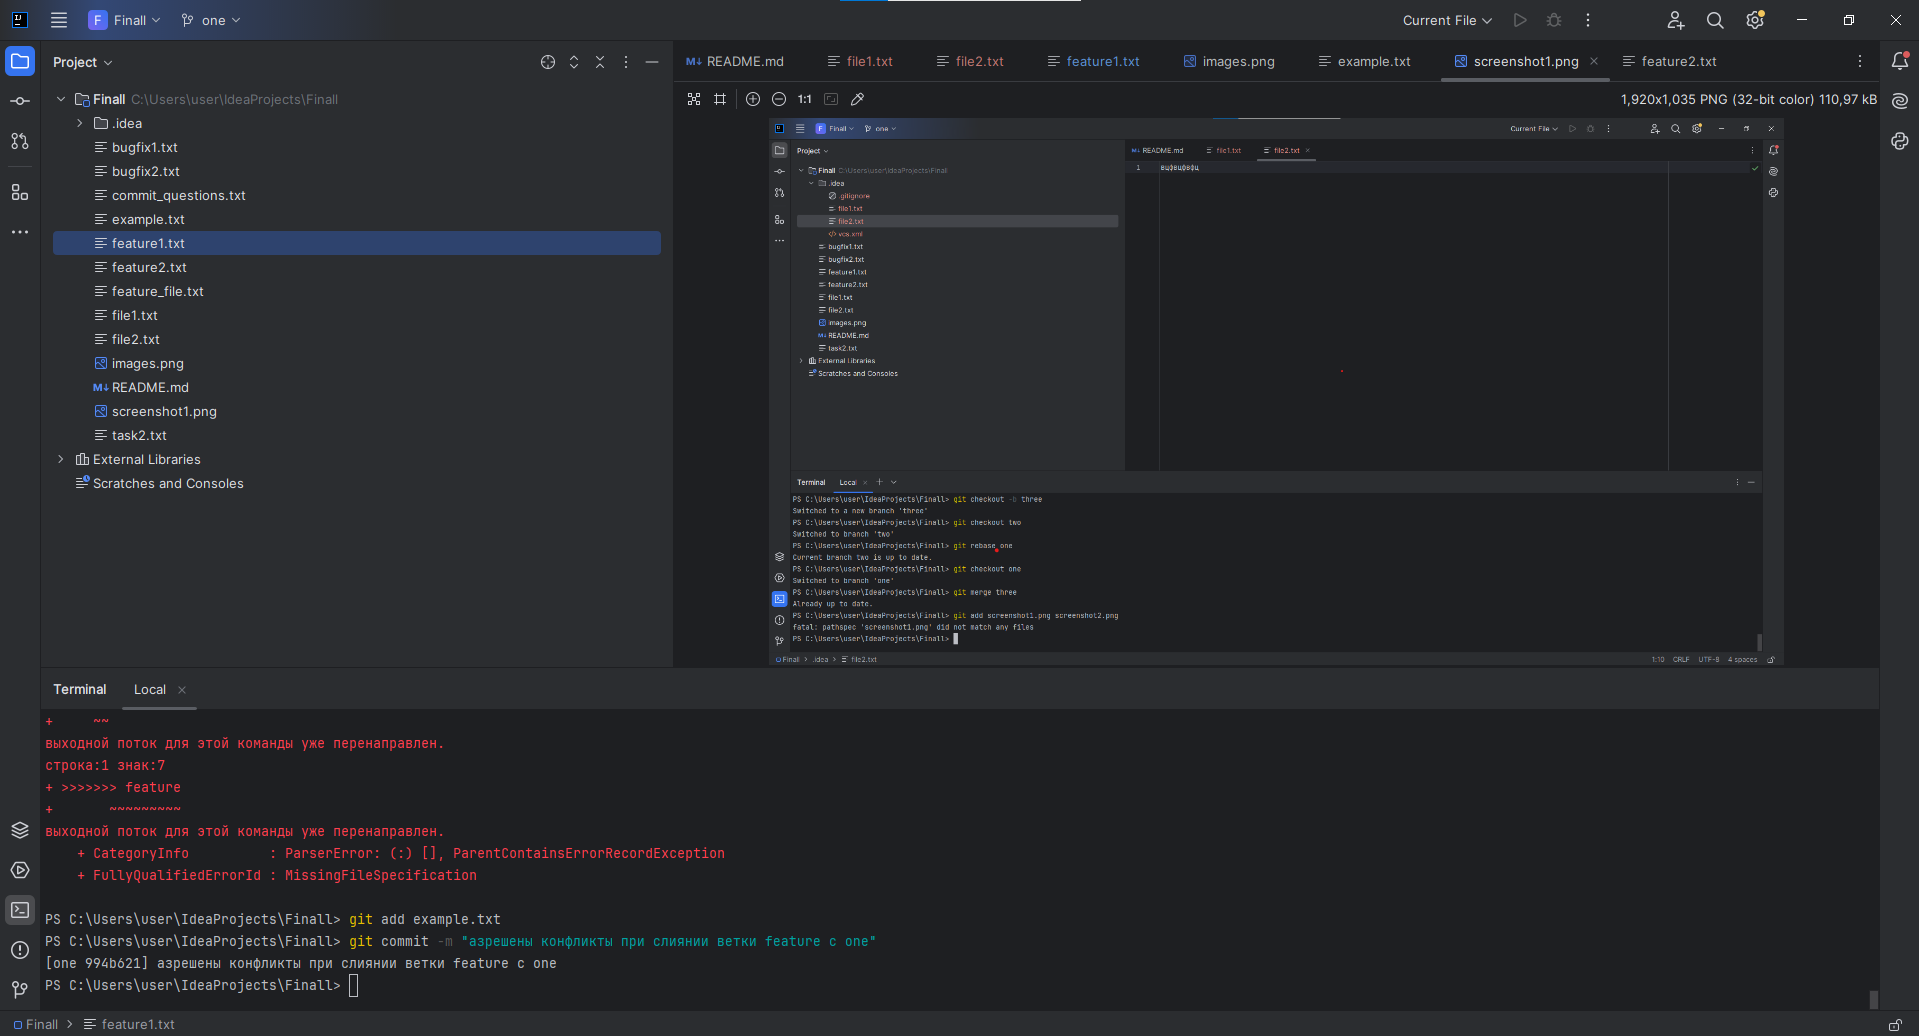 F Finall one Current File
Project
README.md file1.txt file2.txt feature1.txt images.png example.txt screenshot1.png feature2.txt
1:1 1,920x1,035 PNG (32-bit color) 110,97 kB
Finall C:\Users\user\IdeaProjects\Finall
.idea
bugfix1.txt
bugfix2.txt
commit_questions.txt
example.txt
feature1.txt
feature2.txt
feature_file.txt
file1.txt
file2.txt
images.png
README.md
screenshot1.png
task2.txt
External Libraries
Scratches and Consoles
F Finall one Current File
Project
README.md file1.txt file2.txt
1 вцфвцфвфц
Finall C:\Users\user\IdeaProjects\Finall
.idea
.gitignore
file1.txt
file2.txt
vcs.xml
bugfix1.txt
bugfix2.txt
feature1.txt
feature2.txt
file1.txt
file2.txt
images.png
README.md
task2.txt
External Libraries
Scratches and Consoles
Terminal Local
PS C:\Users\user\IdeaProjects\Finall> git checkout -b three
Switched to a new branch 'three'
PS C:\Users\user\IdeaProjects\Finall> git checkout two
Switched to branch 'two'
PS C:\Users\user\IdeaProjects\Finall> git rebase one
Current branch two is up to date.
PS C:\Users\user\IdeaProjects\Finall> git checkout one
Switched to branch 'one'
PS C:\Users\user\IdeaProjects\Finall> git merge three
Already up to date.
PS C:\Users\user\IdeaProjects\Finall> git add screenshot1.png screenshot2.png
fatal: pathspec 'screenshot1.png' did not match any files
PS C:\Users\user\IdeaProjects\Finall>
Finall > .idea > file2.txt 1:10 CRLF UTF-8 4 spaces
Terminal Local
+ ~~
выходной поток для этой команды уже перенаправлен.
строка:1 знак:7
+ >>>>>>> feature
+ ~~~~~~~~~
выходной поток для этой команды уже перенаправлен.
+ CategoryInfo : ParserError: (:) [], ParentContainsErrorRecordException
+ FullyQualifiedErrorId : MissingFileSpecification
PS C:\Users\user\IdeaProjects\Finall> git add example.txt
PS C:\Users\user\IdeaProjects\Finall> git commit -m "азрешены конфликты при слиянии ветки feature с one"
[one 994b621] азрешены конфликты при слиянии ветки feature с one
PS C:\Users\user\IdeaProjects\Finall>
Finall > feature1.txt